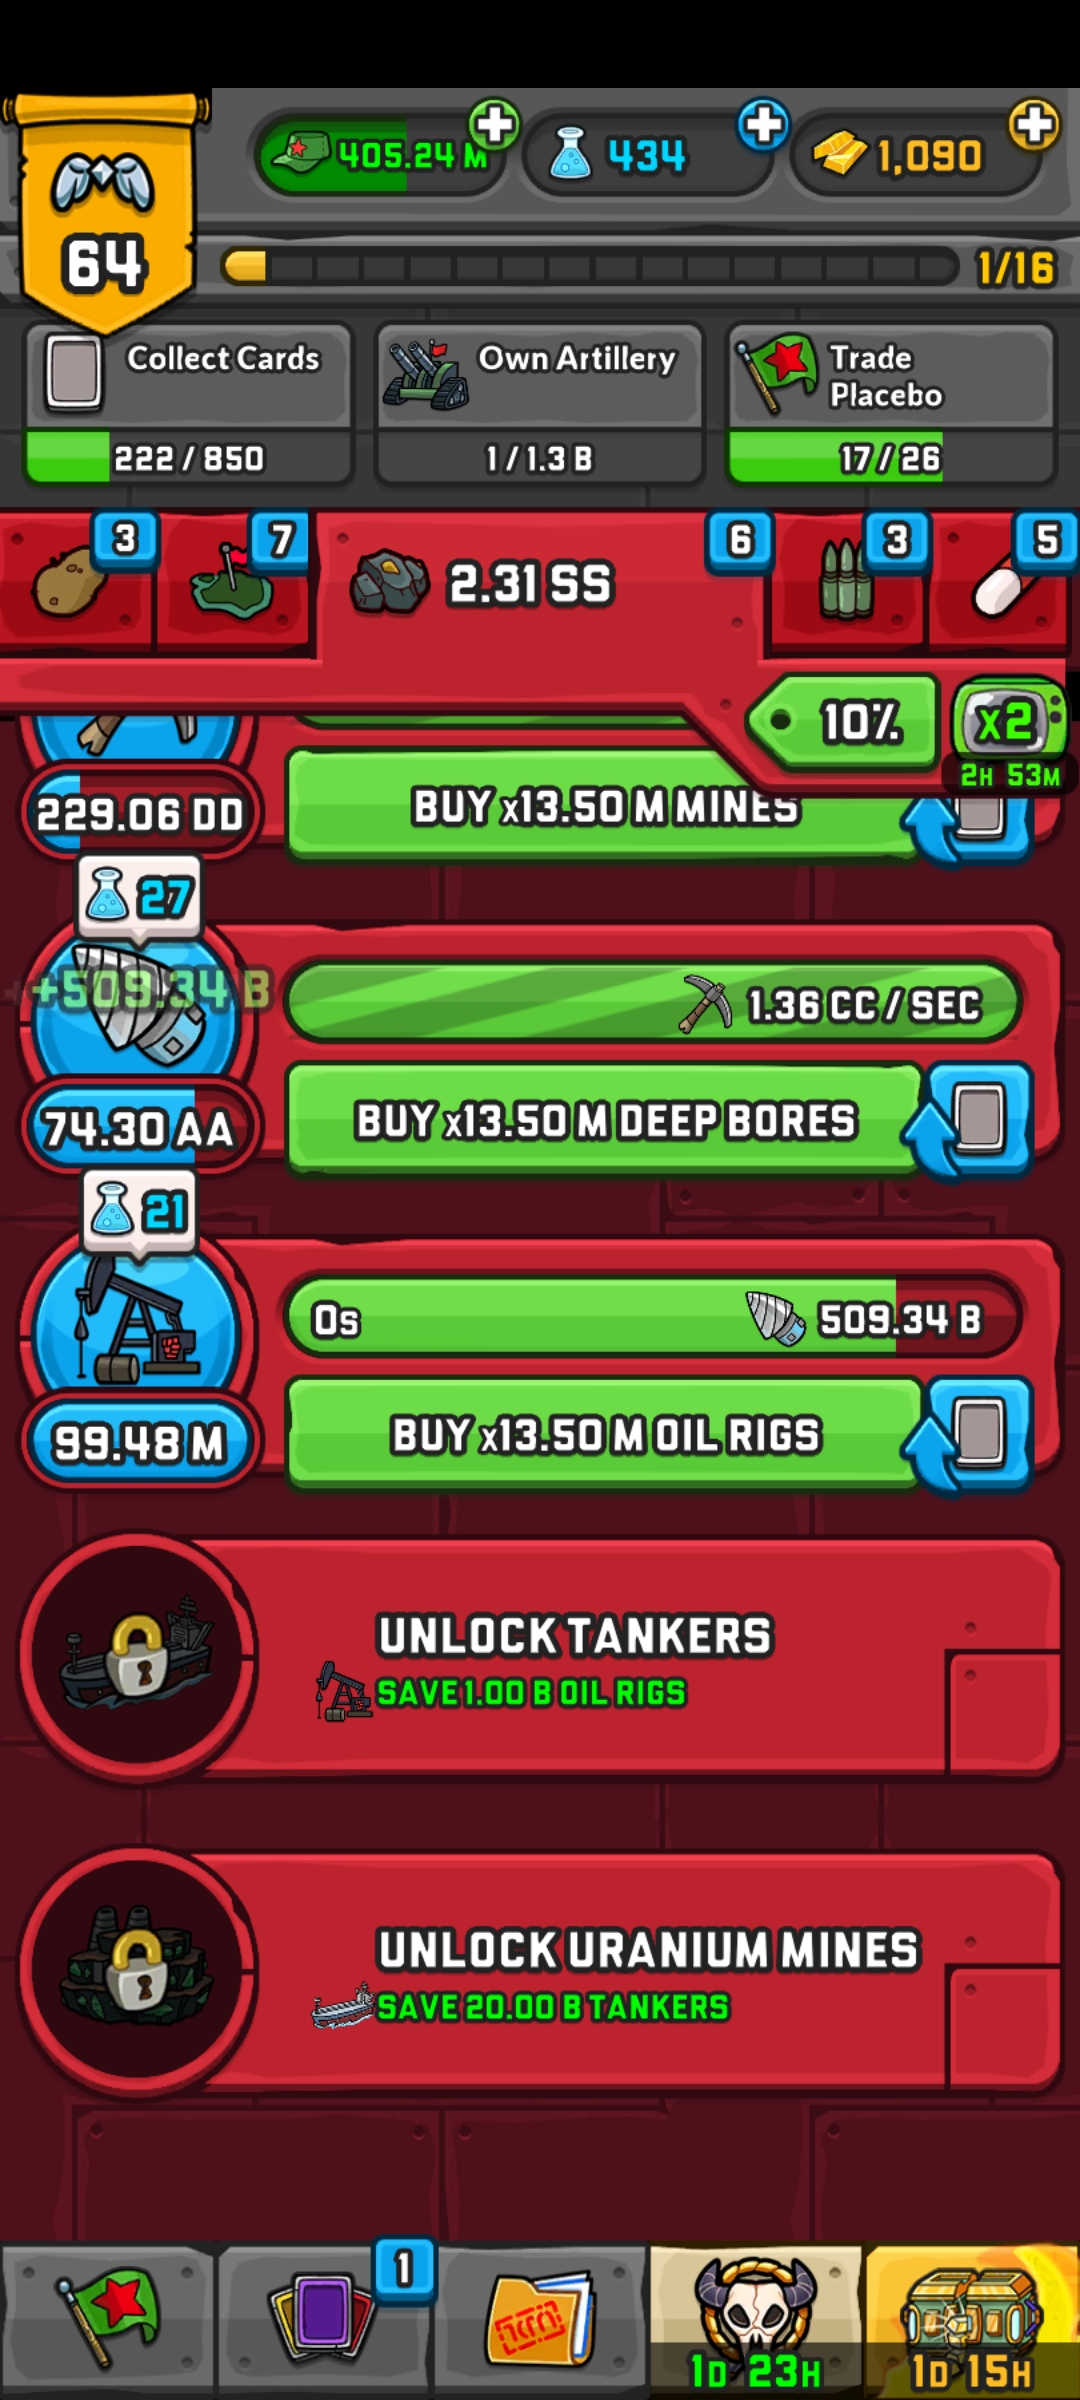 405.24 M
434
1,090
64
1/16
Collect Cards
222 / 850
Own Artillery
1 / 1.3 B
Trade
Placebo
17 / 26
3
7
2.31 SS
6
3
5
10%
x2
2H 53M
229.06 DD
BUY x13.50 M MINES
27
+509.34 B
1.36 CC / SEC
74.30 AA
BUY x13.50 M DEEP BORES
21
0s
509.34 B
99.48 M
BUY x13.50 M OIL RIGS
UNLOCK TANKERS
SAVE 1.00 B OIL RIGS
UNLOCK URANIUM MINES
SAVE 20.00 B TANKERS
1
1D 23H
1D 15H